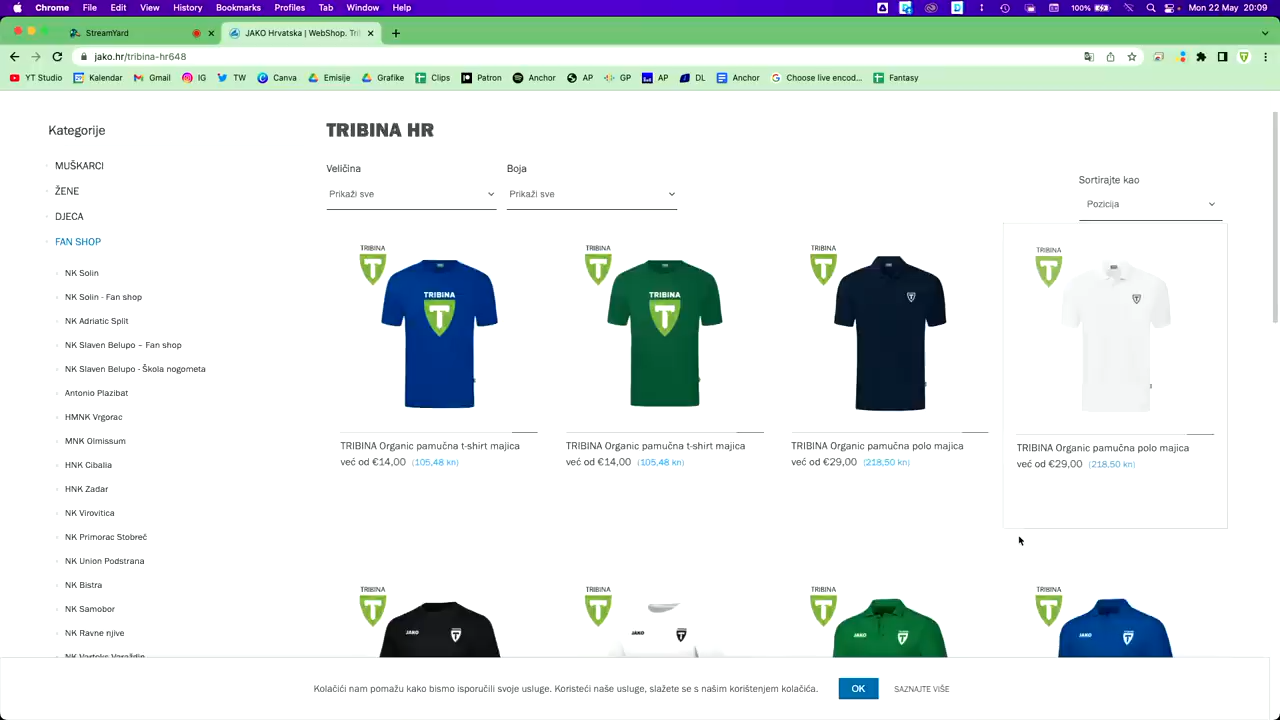 Chrome File Edit View History Bookmarks Profiles Tab Window Help 100% Mon 22 May 20:09
StreamYard JAKO Hrvatska | WebShop. Tri
jako.hr/tribina-hr648
YT Studio Kalendar Gmail IG TW Canva Emisije Grafike Clips Patron Anchor AP GP AP DL Anchor Choose live encod... Fantasy
Kategorije
MUŠKARCI
ŽENE
DJECA
FAN SHOP
NK Solin
NK Solin - Fan shop
NK Adriatic Split
NK Slaven Belupo – Fan shop
NK Slaven Belupo - Škola nogometa
Antonio Plazibat
HMNK Vrgorac
MNK Olmissum
HNK Cibalia
HNK Zadar
NK Virovitica
NK Primorac Stobreč
NK Union Podstrana
NK Bistra
NK Samobor
NK Ravne njive
NK Varteks Varaždin
TRIBINA HR
Veličina Boja
Prikaži sve Prikaži sve
Sortirajte kao
Pozicija
TRIBINA TRIBINA TRIBINA TRIBINA
T T T T
TRIBINA TRIBINA
T T
TRIBINA Organic pamučna t-shirt majica
već od €14,00 (105,48 kn)
TRIBINA Organic pamučna t-shirt majica
već od €14,00 (105,48 kn)
TRIBINA Organic pamučna polo majica
već od €29,00 (218,50 kn)
TRIBINA Organic pamučna polo majica
već od €29,00 (218,50 kn)
TRIBINA TRIBINA TRIBINA TRIBINA
T T T T
JAKO JAKO JAKO JAKO
Kolačići nam pomažu kako bismo isporučili svoje usluge. Koristeći naše usluge, slažete se s našim korištenjem kolačića. OK SAZNAJTE VIŠE